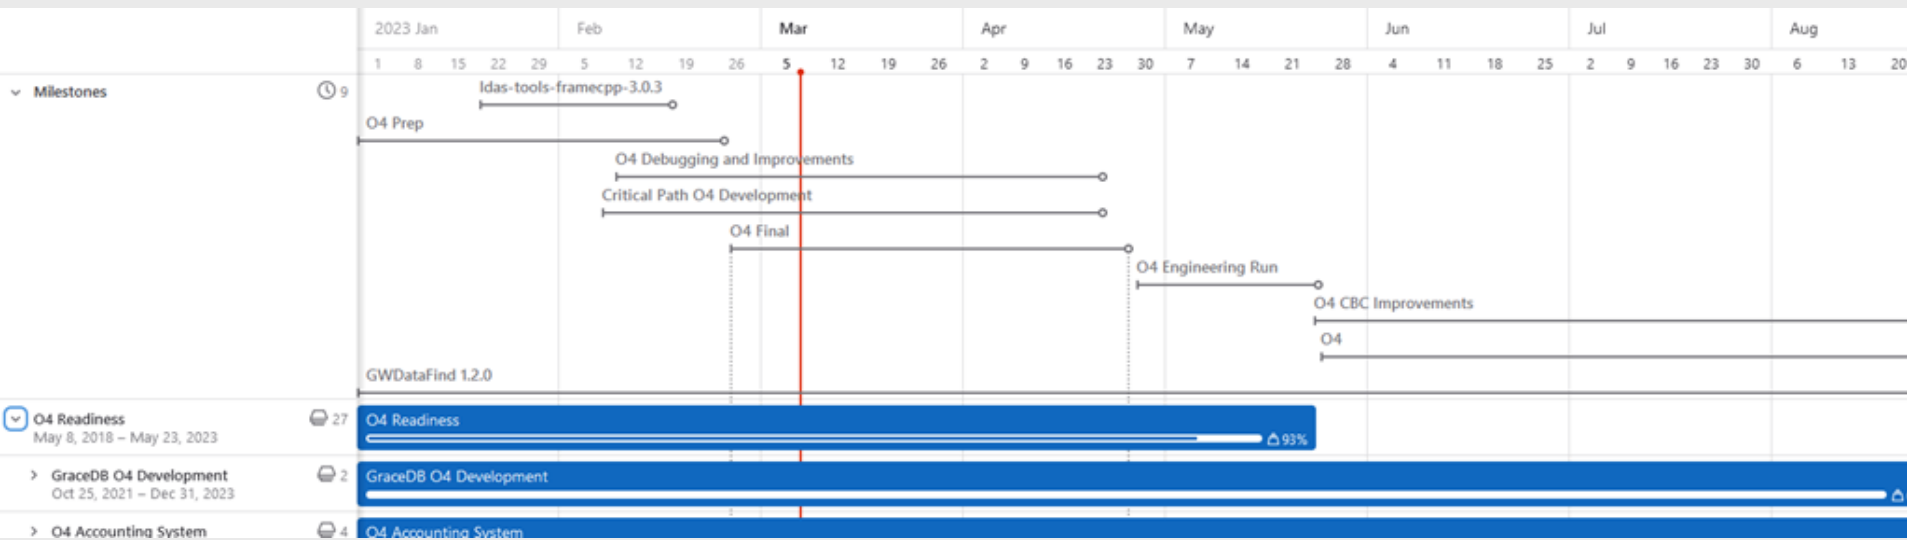 2023 Jan Feb Mar Apr May Jun Jul Aug
1 8 15 22 29 5 12 19 26 5 12 19 26 2 9 16 23 30 7 14 21 28 4 11 18 25 2 9 16 23 30 6 13 20
Milestones 9
ldas-tools-framecpp-3.0.3
O4 Prep
O4 Debugging and Improvements
Critical Path O4 Development
O4 Final
O4 Engineering Run
O4 CBC Improvements
O4
GWDataFind 1.2.0
O4 Readiness 27
May 8, 2018 – May 23, 2023
O4 Readiness
93%
GraceDB O4 Development 2
Oct 25, 2021 – Dec 31, 2023
GraceDB O4 Development
O4 Accounting System 4
O4 Accounting System